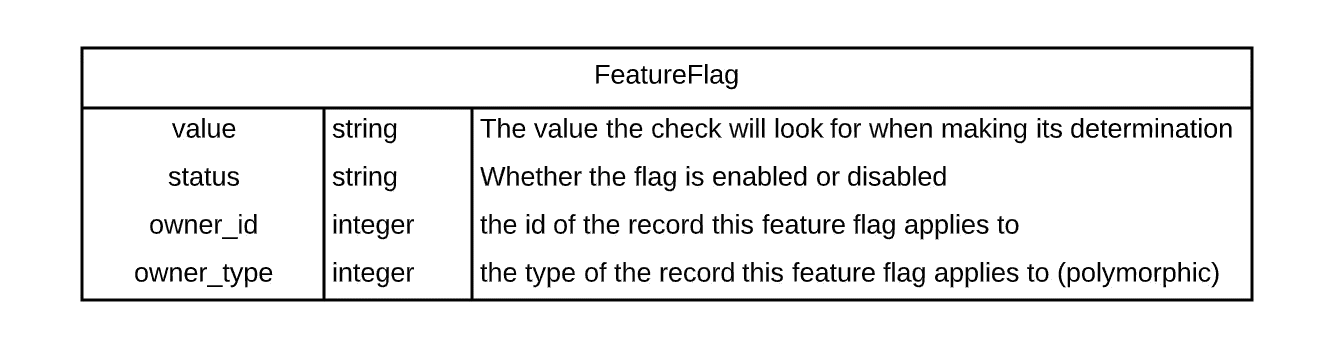 FeatureFlag
value string The value the check will look for when making its determination
status string Whether the flag is enabled or disabled
owner_id integer the id of the record this feature flag applies to
owner_type integer the type of the record this feature flag applies to (polymorphic)